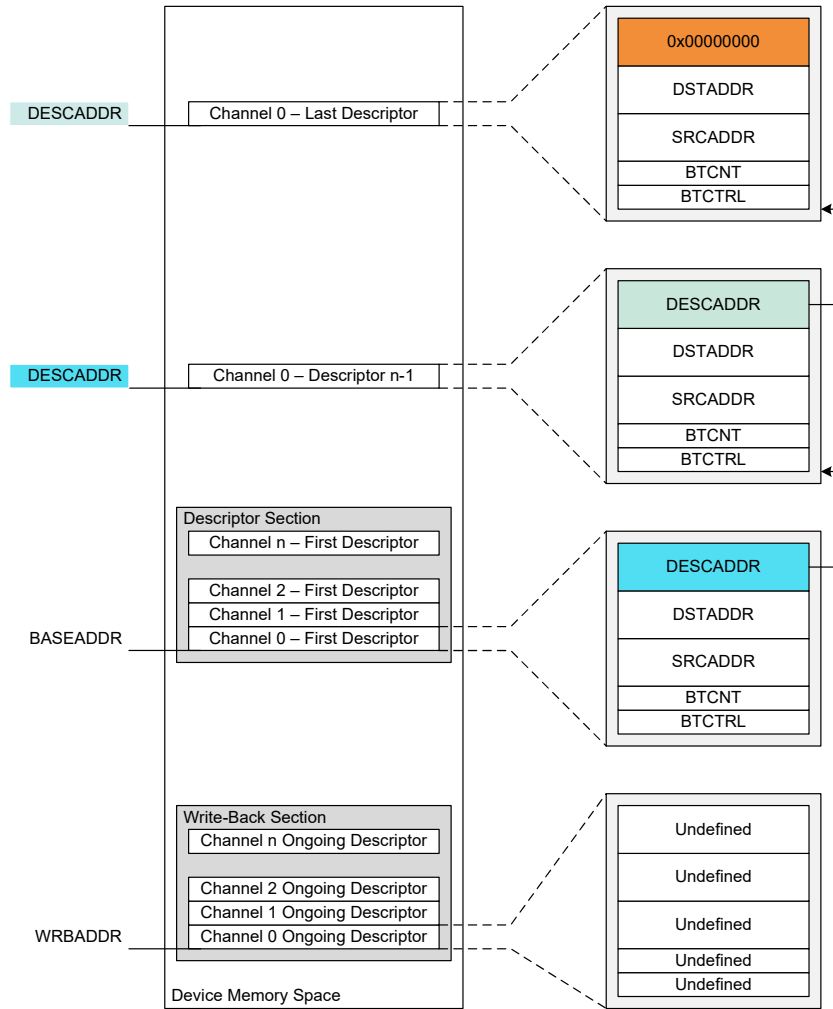 0x00000000
DSTADDR
SRCADDR
BTCNT
BTCTRL
DESCADDR
Channel 0 – Last Descriptor
DESCADDR
DSTADDR
SRCADDR
BTCNT
BTCTRL
DESCADDR
Channel 0 – Descriptor n-1
Descriptor Section
Channel n – First Descriptor
Channel 2 – First Descriptor
Channel 1 – First Descriptor
Channel 0 – First Descriptor
BASEADDR
DESCADDR
DSTADDR
SRCADDR
BTCNT
BTCTRL
Write-Back Section
Channel n Ongoing Descriptor
Channel 2 Ongoing Descriptor
Channel 1 Ongoing Descriptor
Channel 0 Ongoing Descriptor
WRBADDR
Undefined
Undefined
Undefined
Undefined
Undefined
Device Memory Space